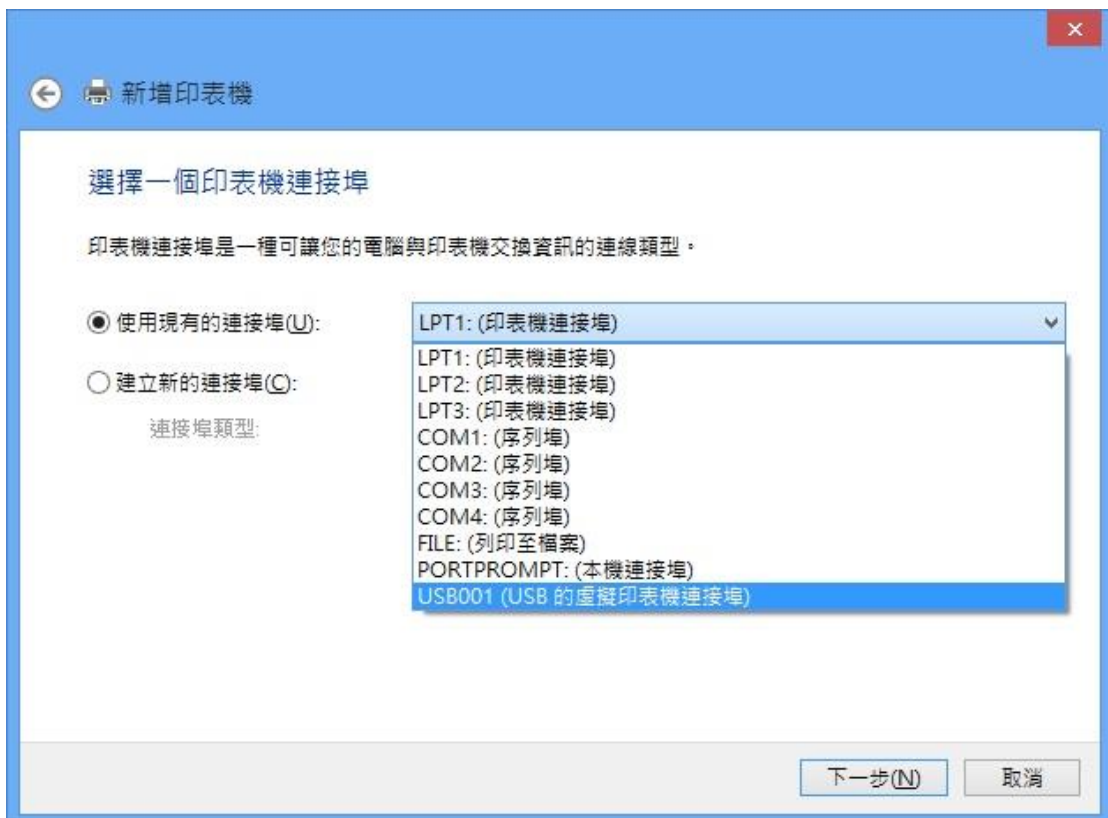 新增印表機
選擇一個印表機連接埠
印表機連接埠是一種可讓您的電腦與印表機交換資訊的連線類型。
使用現有的連接埠(U):
LPT1: (印表機連接埠)
LPT1: (印表機連接埠)
LPT2: (印表機連接埠)
LPT3: (印表機連接埠)
COM1: (序列埠)
COM2: (序列埠)
COM3: (序列埠)
COM4: (序列埠)
FILE: (列印至檔案)
PORTPROMPT: (本機連接埠)
USB001 (USB 的虛擬印表機連接埠)
建立新的連接埠(C):
連接埠類型:
下一步(N)
取消